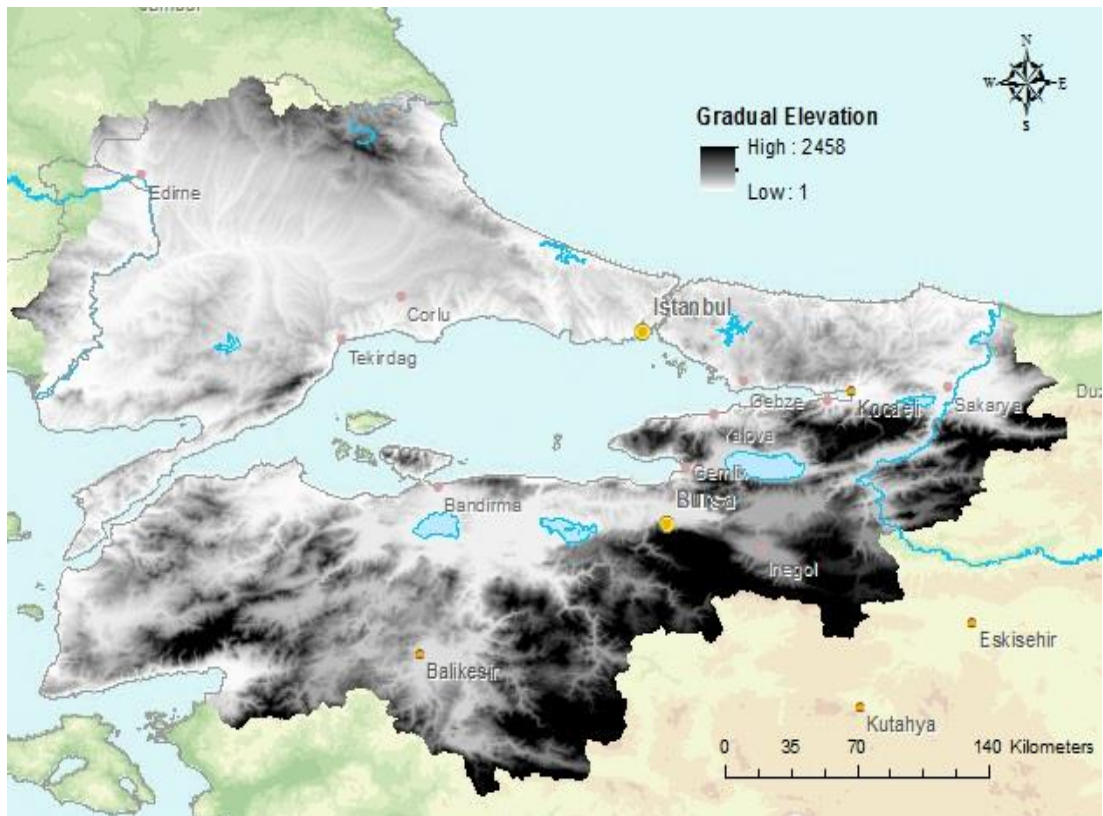 N
W E
S
Gradual Elevation
High : 2458
Low : 1
Edirne
Istanbul
Corlu
Tekirdag
Gebze
Kocaeli
Sakarya
Yalova
Gemlik
Bandirma
Bursa
Inegol
Eskisehir
Balikesir
Kutahya
0 35 70 140 Kilometers